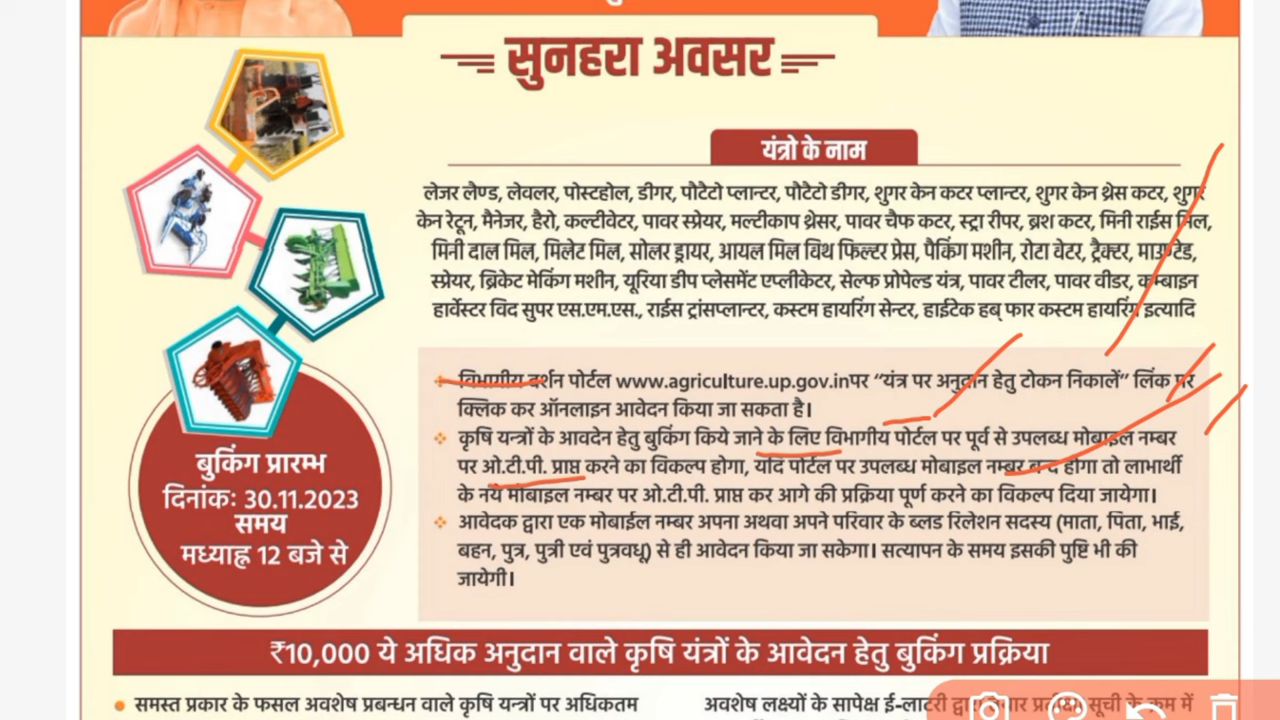 सुनहरा अवसर
यंत्रो के नाम
लेजर लैण्ड, लेवलर, पोस्टहोल, डीगर, पौटैटो प्लान्टर, पौटैटो डीगर, शुगर केन कटर प्लान्टर, शुगर केन थ्रेस कटर, शुगर
केन रेटून, मैनेजर, हैरो, कल्टीवेटर, पावर स्प्रेयर, मल्टीकाप थ्रेसर, पावर चैफ कटर, स्ट्रा रीपर, ब्रश कटर, मिनी राईस मिल,
मिनी दाल मिल, मिलेट मिल, सोलर ड्रायर, आयल मिल विथ फिल्टर प्रेस, पैकिंग मशीन, रोटा वेटर, ट्रैक्टर, माउण्टेड,
स्प्रेयर, ब्रिकेट मेकिंग मशीन, यूरिया डीप प्लेसमेंट एप्लीकेटर, सेल्फ प्रोपेल्ड यंत्र, पावर टीलर, पावर वीडर, कम्बाइन
हार्वेस्टर विद सुपर एस.एम.एस., राईस ट्रांसप्लान्टर, कस्टम हायरिंग सेन्टर, हाईटेक हब् फार कस्टम हायरिंग इत्यादि
विभागीय दर्शन पोर्टल www.agriculture.up.gov.inपर “यंत्र पर अनुदान हेतु टोकन निकालें” लिंक पर
क्लिक कर ऑनलाइन आवेदन किया जा सकता है।
कृषि यन्त्रों के आवदेन हेतु बुकिंग किये जाने के लिए विभागीय पोर्टल पर पूर्व से उपलब्ध मोबाइल नम्बर
पर ओ.टी.पी. प्राप्त करने का विकल्प होगा, यदि पोर्टल पर उपलब्ध मोबाइल नम्बर बन्द होगा तो लाभार्थी
के नये मोबाइल नम्बर पर ओ.टी.पी. प्राप्त कर आगे की प्रक्रिया पूर्ण करने का विकल्प दिया जायेगा।
आवेदक द्वारा एक मोबाईल नम्बर अपना अथवा अपने परिवार के ब्लड रिलेशन सदस्य (माता, पिता, भाई,
बहन, पुत्र, पुत्री एवं पुत्रवधू) से ही आवेदन किया जा सकेगा। सत्यापन के समय इसकी पुष्टि भी की
जायेगी।
बुकिंग प्रारम्भ
दिनांकः 30.11.2023
समय
मध्याह्न 12 बजे से
₹10,000 ये अधिक अनुदान वाले कृषि यंत्रों के आवेदन हेतु बुकिंग प्रक्रिया
समस्त प्रकार के फसल अवशेष प्रबन्धन वाले कृषि यन्त्रों पर अधिकतम
अवशेष लक्ष्यों के सापेक्ष ई-लाटरी द्वारा सूची के क्रम में